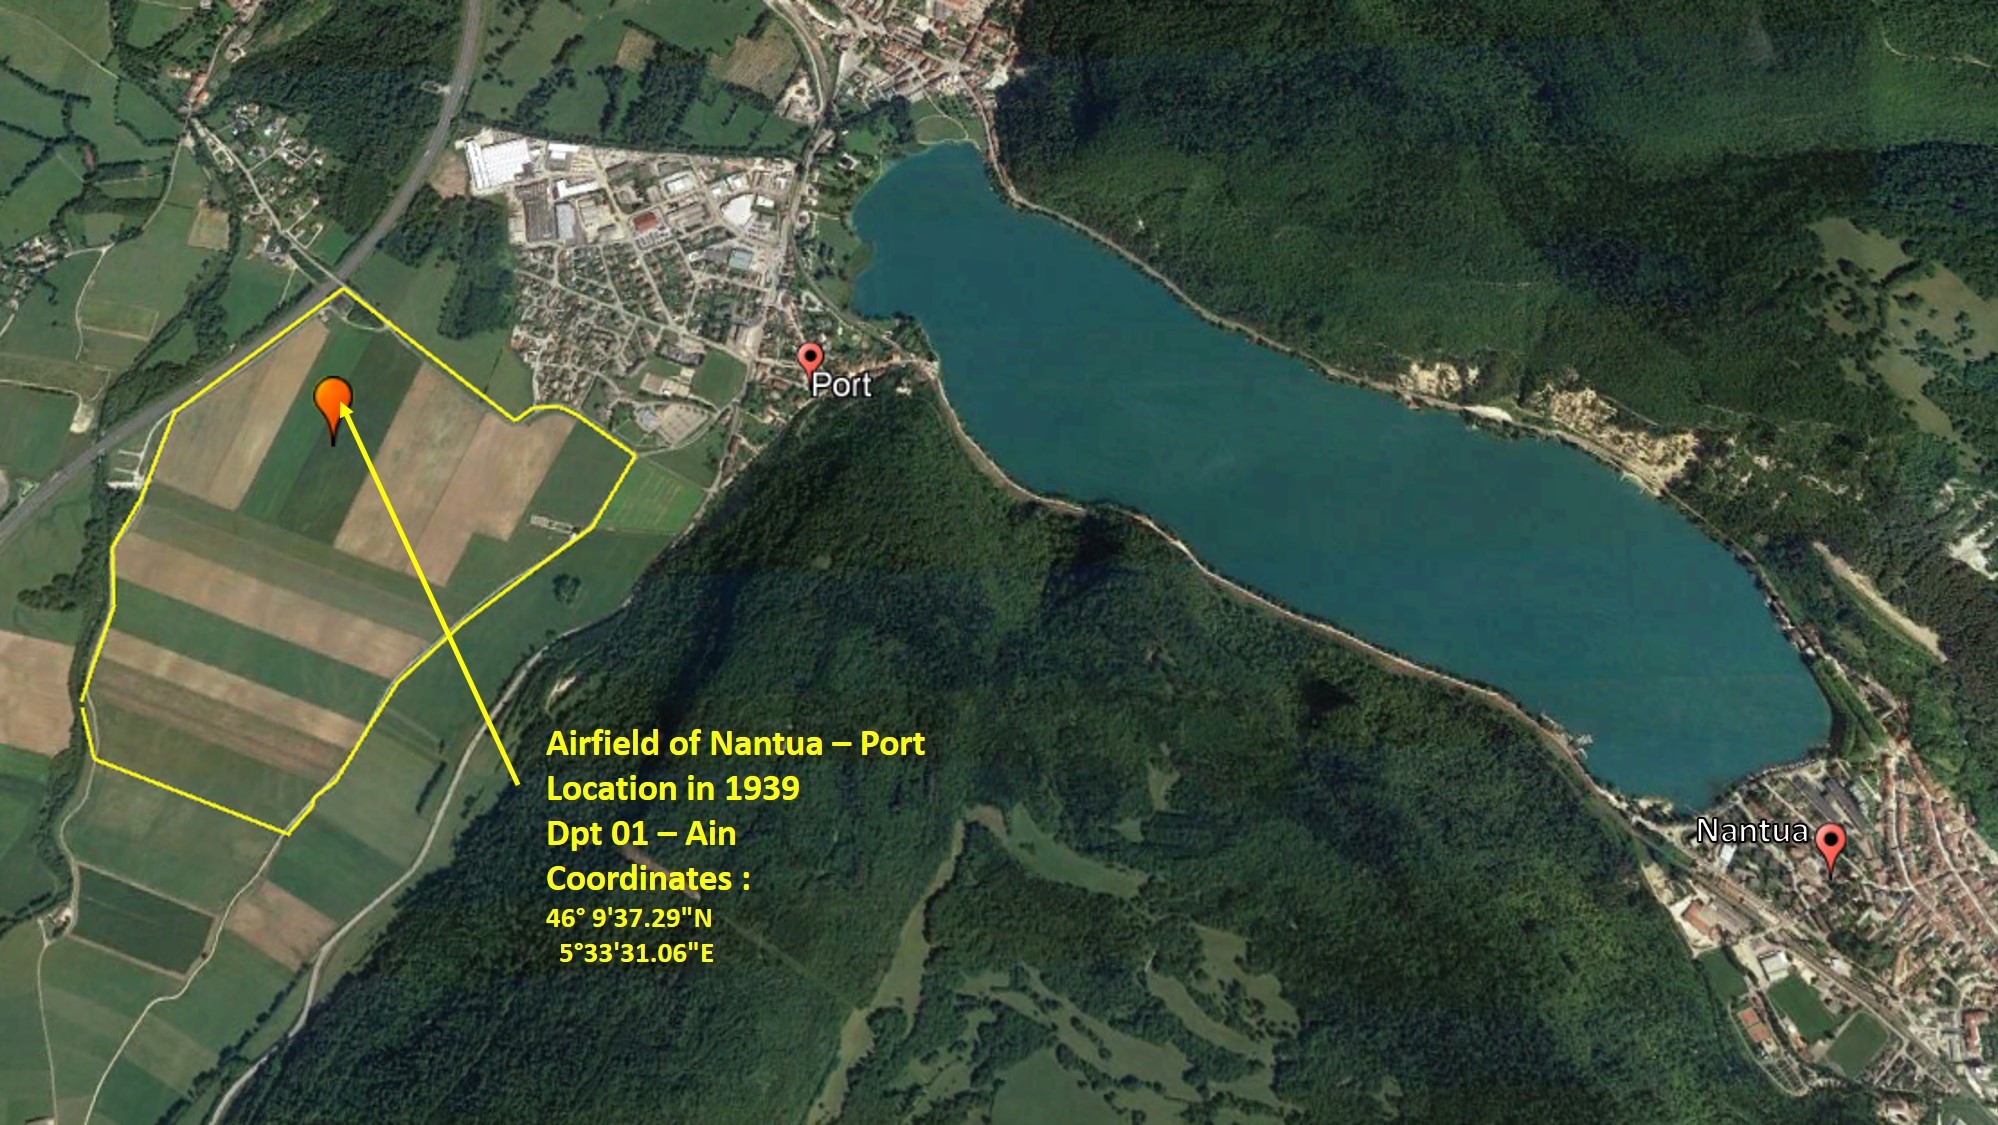 Port
Airfield of Nantua – Port
Location in 1939
Dpt 01 – Ain
Coordinates :
46° 9'37.29"N
5°33'31.06"E
Nantua